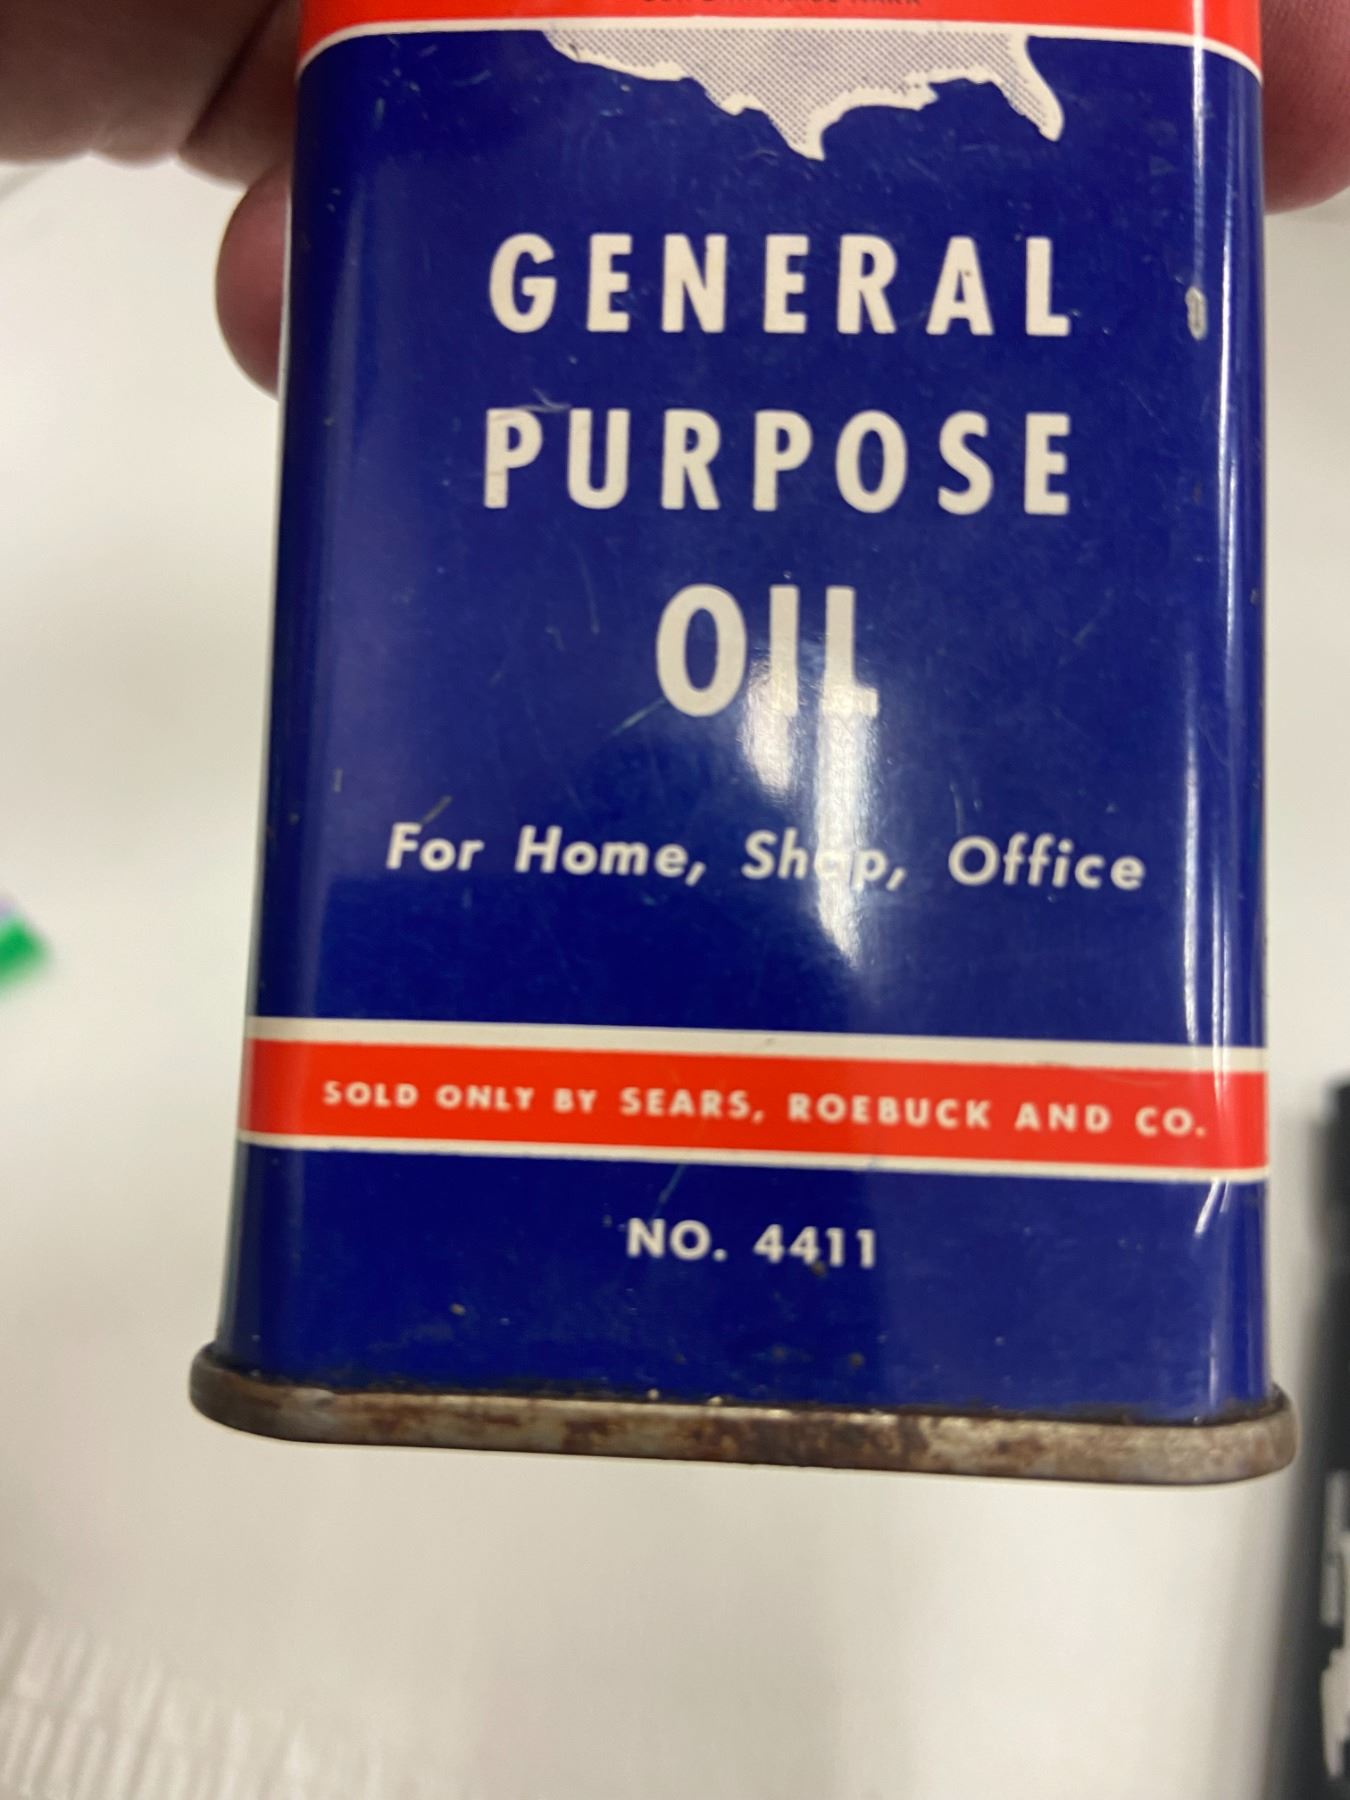 GENERAL
PURPOSE
OIL
For Home, Shop, Office
SOLD ONLY BY SEARS, ROEBUCK AND CO.
NO. 4411